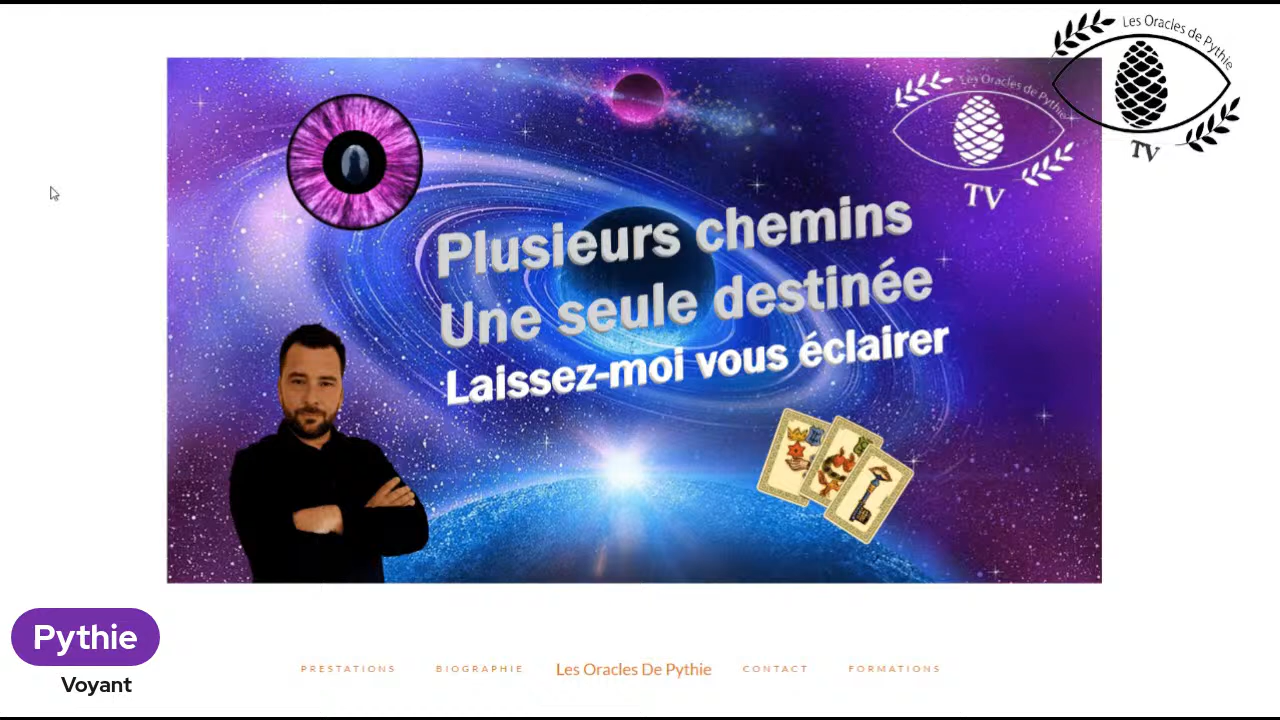 Les Oracles de Pythie
TV
Les Oracles de Pythie
TV
Plusieurs chemins
Une seule destinée
Laissez-moi vous éclairer
Pythie
Voyant
PRESTATIONS
BIOGRAPHIE
Les Oracles De Pythie
CONTACT
FORMATIONS